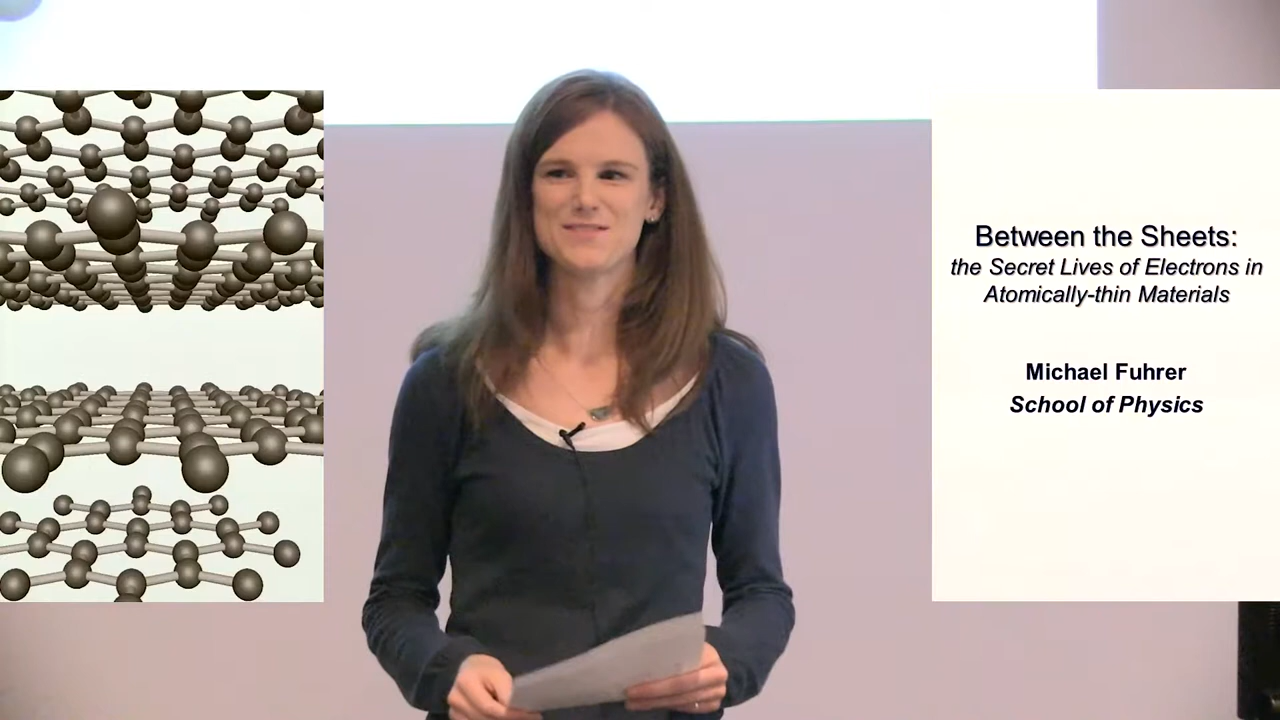 Between the Sheets:
the Secret Lives of Electrons in
Atomically-thin Materials
Michael Fuhrer
School of Physics